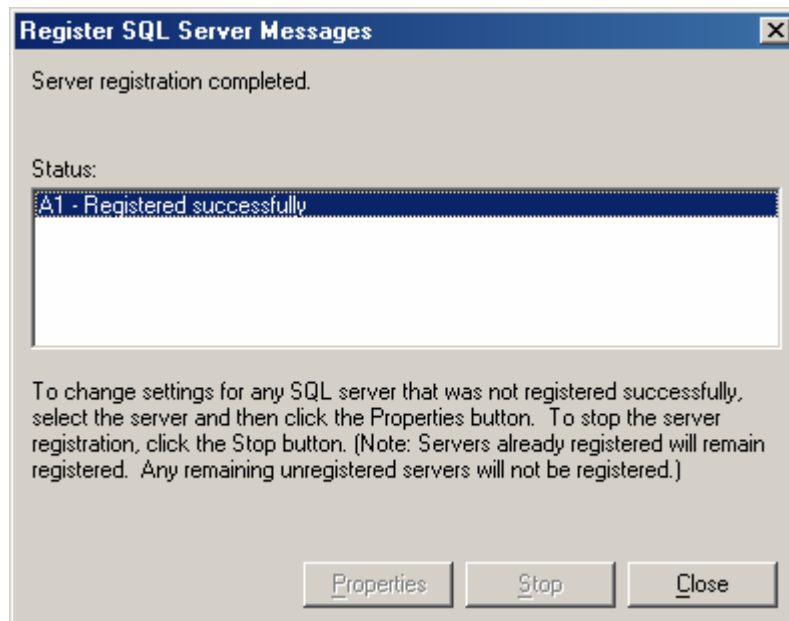 Register SQL Server Messages
Server registration completed.
Status:
A1 - Registered successfully
To change settings for any SQL server that was not registered successfully,
select the server and then click the Properties button.  To stop the server
registration, click the Stop button. (Note: Servers already registered will remain
registered.  Any remaining unregistered servers will not be registered.)
Properties Stop Close